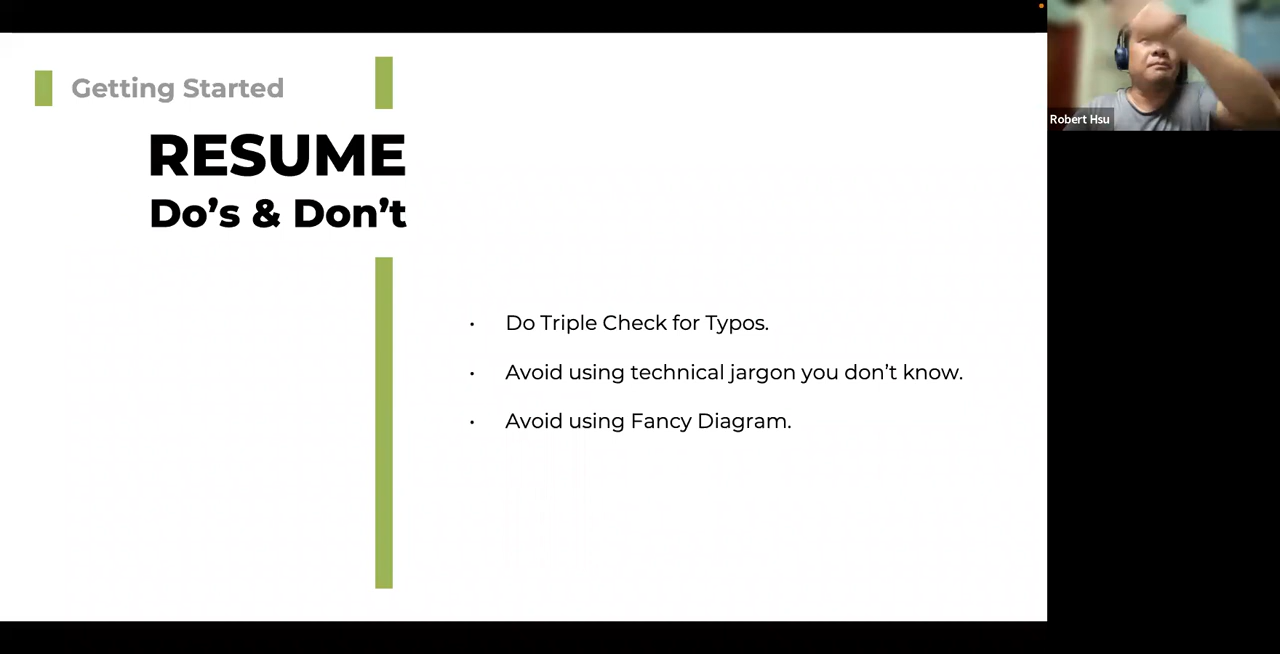 Getting Started
RESUME
Do’s & Don’t
• Do Triple Check for Typos.
• Avoid using technical jargon you don’t know.
• Avoid using Fancy Diagram.
Robert Hsu